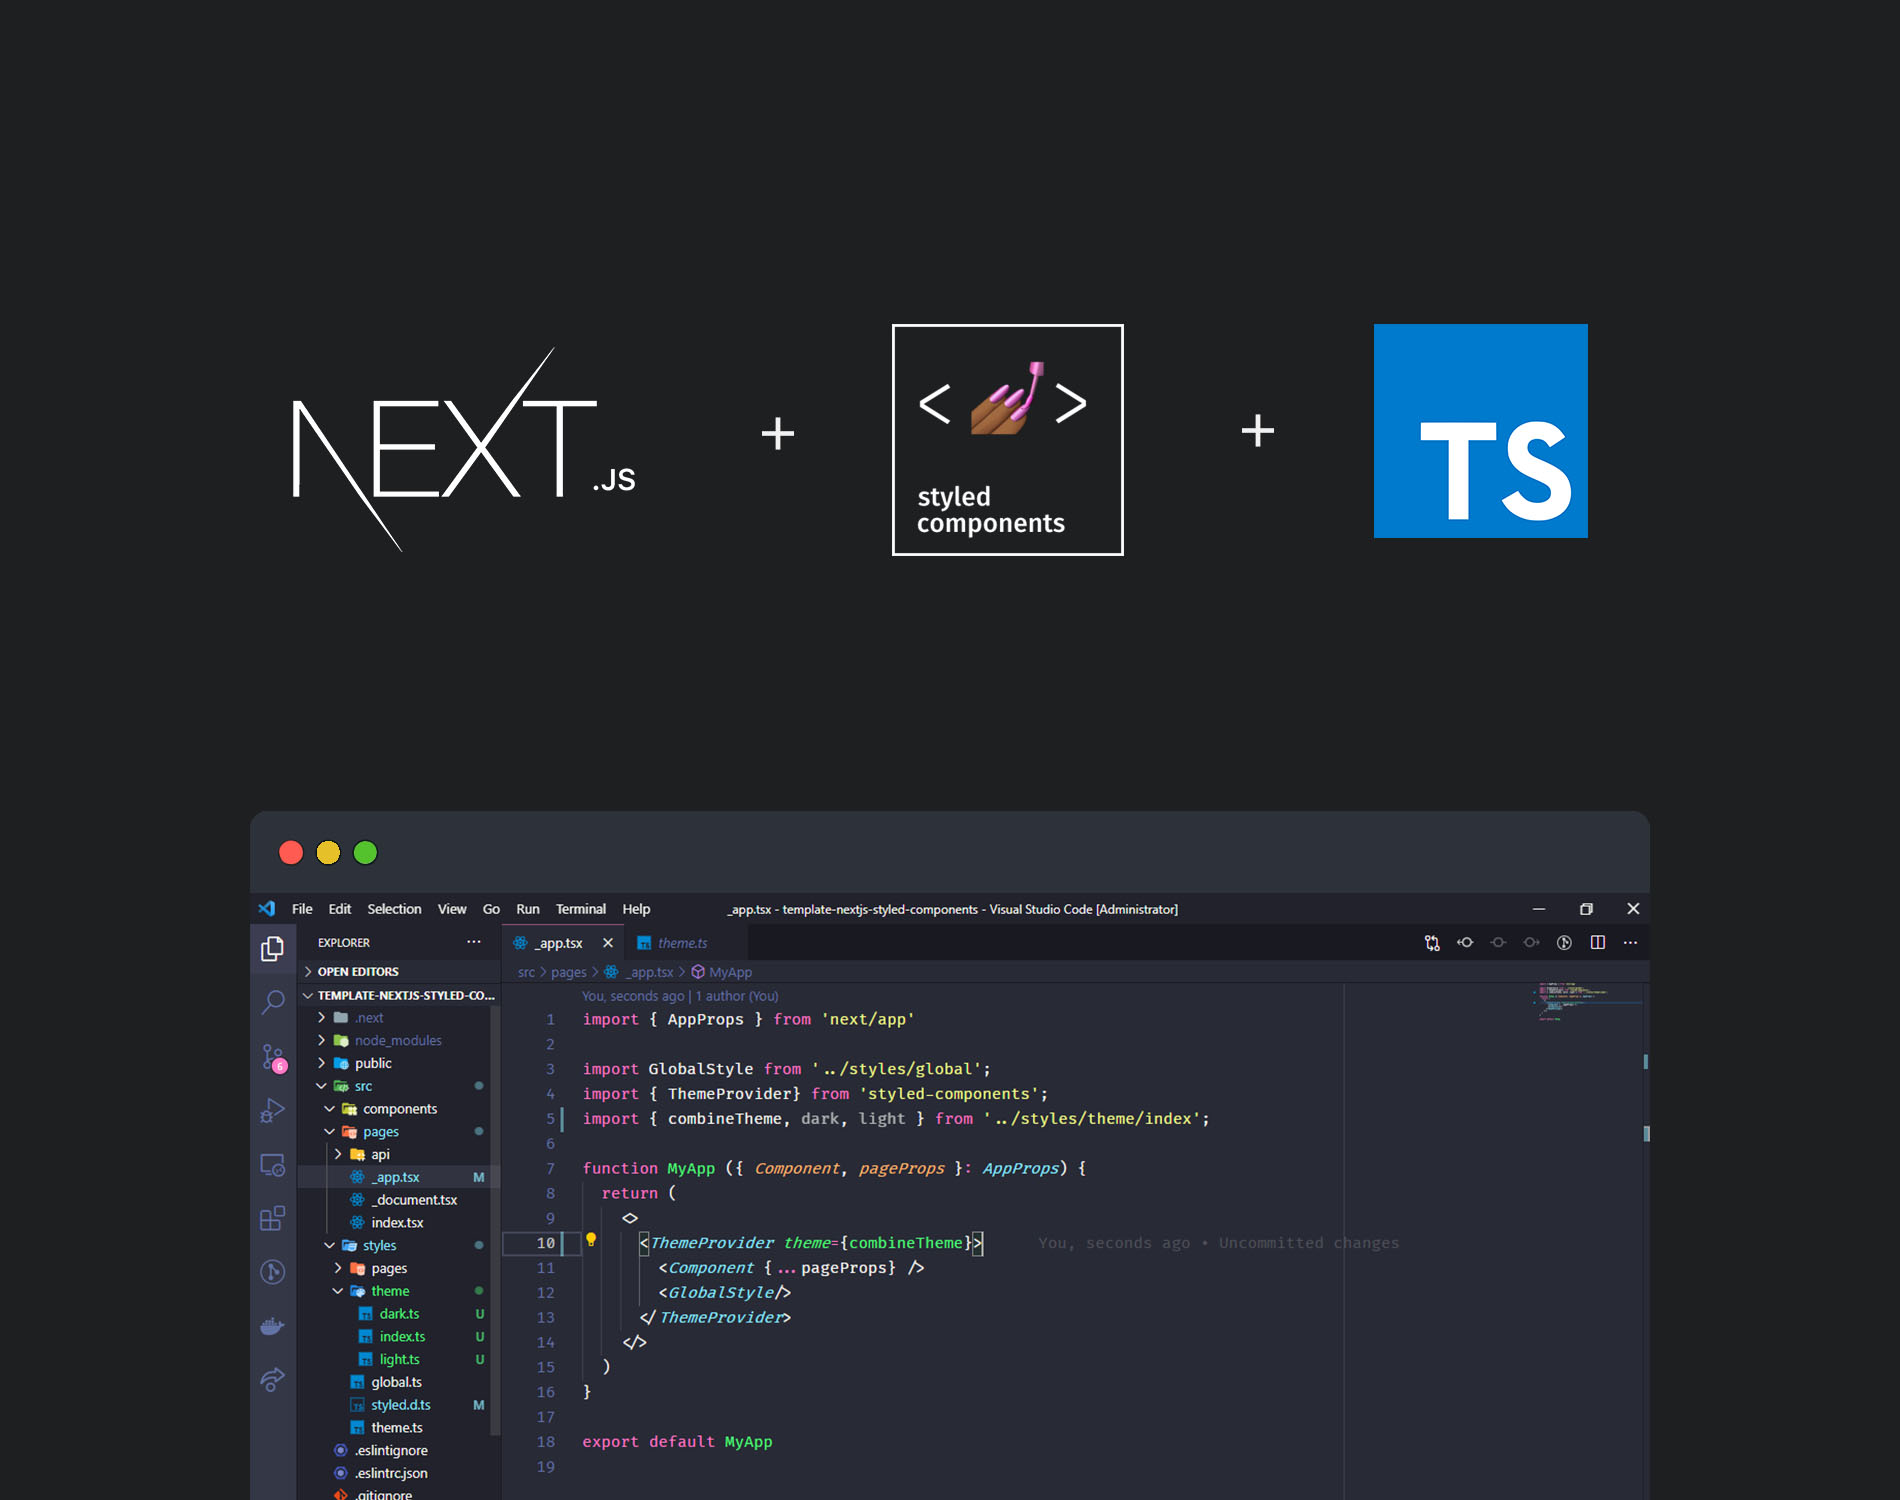 NEXT.JS
+
< >
styled
components
+
TS
File Edit Selection View Go Run Terminal Help
_app.tsx - template-nextjs-styled-components - Visual Studio Code [Administrator]
EXPLORER ···
_app.tsx
theme.ts
OPEN EDITORS
src > pages > _app.tsx > MyApp
TEMPLATE-NEXTJS-STYLED-CO...
.next
node_modules
public
src
components
pages
api
_app.tsx M
_document.tsx
index.tsx
styles
pages
theme
dark.ts U
index.ts U
light.ts U
global.ts
styled.d.ts M
theme.ts
.eslintignore
.eslintrc.json
.gitignore
6
You, seconds ago | 1 author (You)
1 import { AppProps } from 'next/app'
2
3 import GlobalStyle from '../styles/global';
4 import { ThemeProvider} from 'styled-components';
5 import { combineTheme, dark, light } from '../styles/theme/index';
6
7 function MyApp ({ Component, pageProps }: AppProps) {
8 return (
9 <>
10 <ThemeProvider theme={combineTheme}> You, seconds ago • Uncommitted changes
11 <Component {...pageProps} />
12 <GlobalStyle/>
13 </ThemeProvider>
14 </>
15 )
16 }
17
18 export default MyApp
19